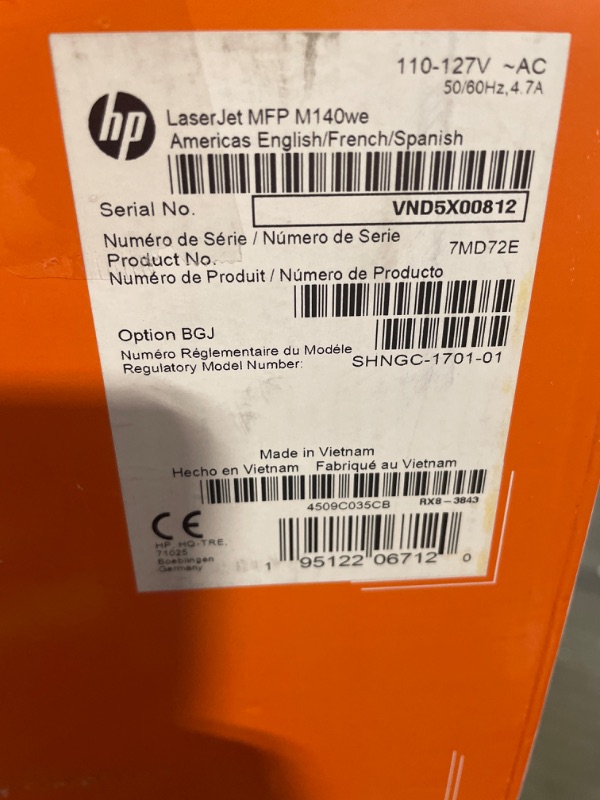 110-127V ~AC
50/60Hz, 4.7A
hp
LaserJet MFP M140we
Americas English/French/Spanish
Serial No. VND5X00812
Numéro de Série / Número de Serie
Product No. 7MD72E
Numéro de Produit / Número de Producto
Option BGJ
Numéro Réglementaire du Modéle
Regulatory Model Number: SHNGC-1701-01
Made in Vietnam
Hecho en Vietnam Fabriqué au Vietnam
4509C035CB RX8-3843
CE
HP, HQ-TRE,
71025
Boeblingen
Germany
1 95122 06712 0